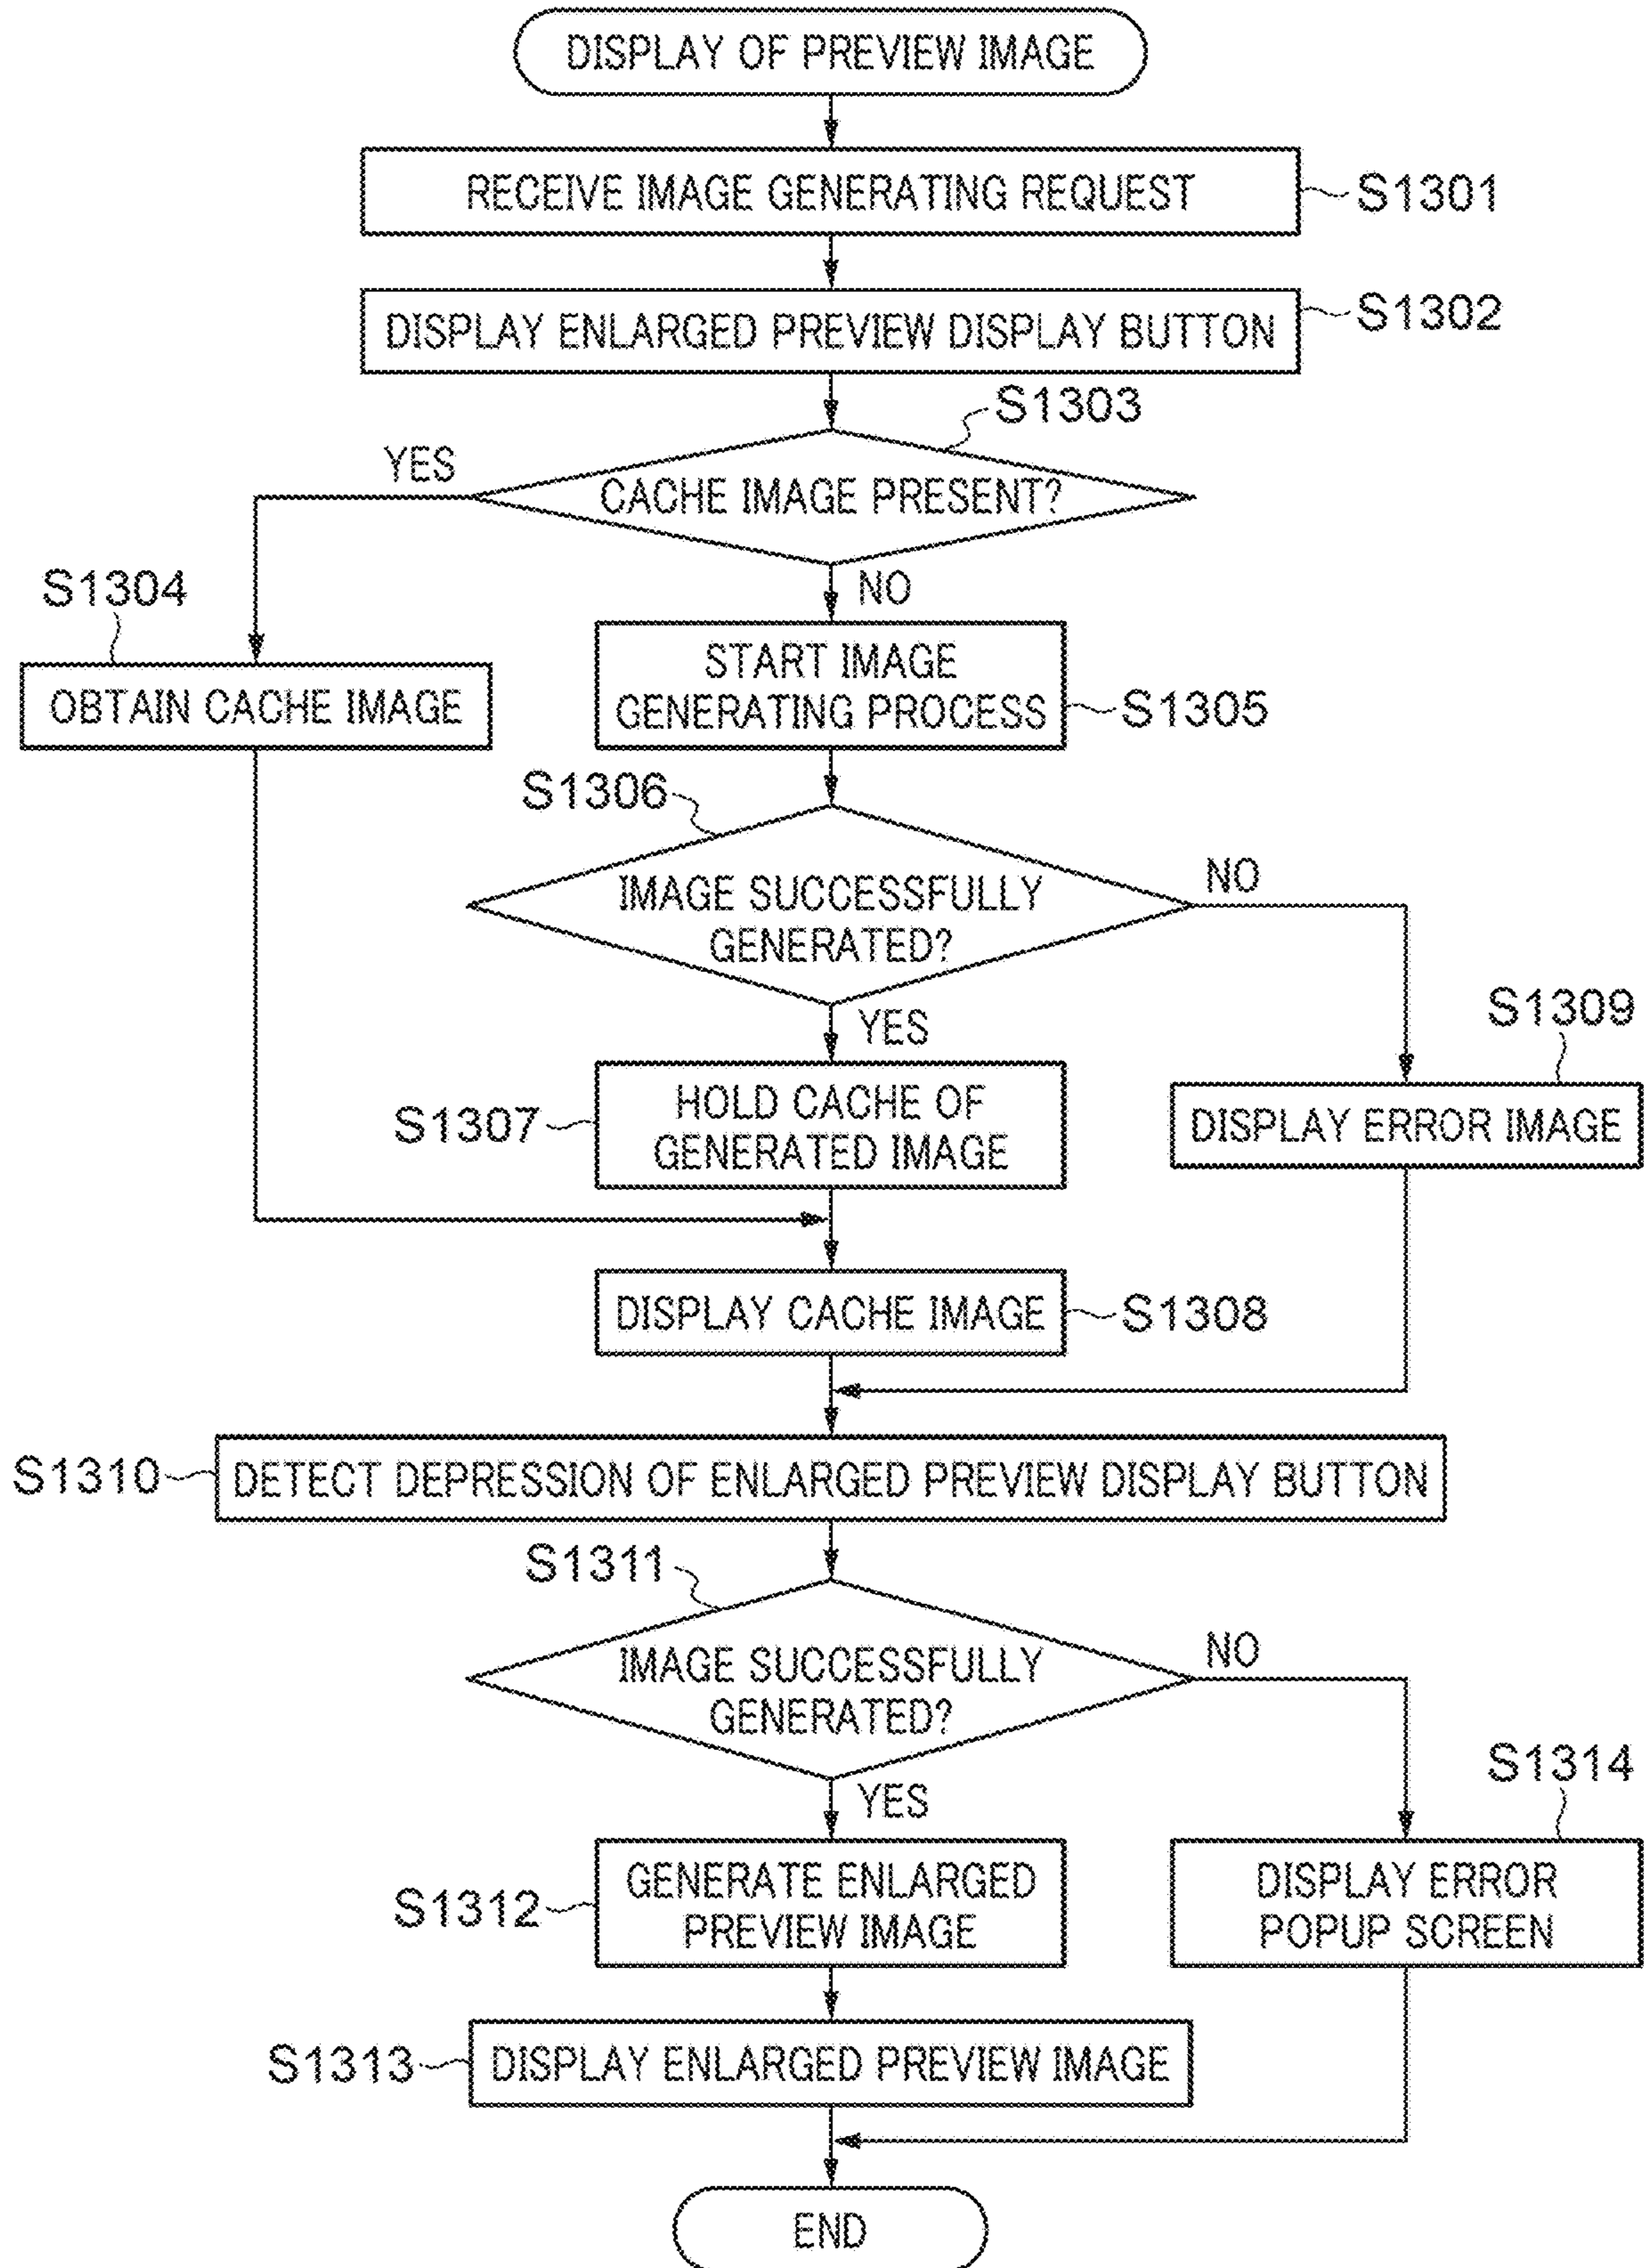 DISPLAY OF PREVIEW IMAGE
RECEIVE IMAGE GENERATING REQUEST
S1301
DISPLAY ENLARGED PREVIEW DISPLAY BUTTON
S1302
S1303
YES
CACHE IMAGE PRESENT?
NO
S1304
OBTAIN CACHE IMAGE
START IMAGE
GENERATING PROCESS
S1305
S1306
IMAGE SUCCESSFULLY
GENERATED?
NO
YES
S1309
DISPLAY ERROR IMAGE
S1307
HOLD CACHE OF
GENERATED IMAGE
DISPLAY CACHE IMAGE
S1308
S1310
DETECT DEPRESSION OF ENLARGED PREVIEW DISPLAY BUTTON
S1311
IMAGE SUCCESSFULLY
GENERATED?
NO
YES
S1314
DISPLAY ERROR
POPUP SCREEN
S1312
GENERATE ENLARGED
PREVIEW IMAGE
S1313
DISPLAY ENLARGED PREVIEW IMAGE
END